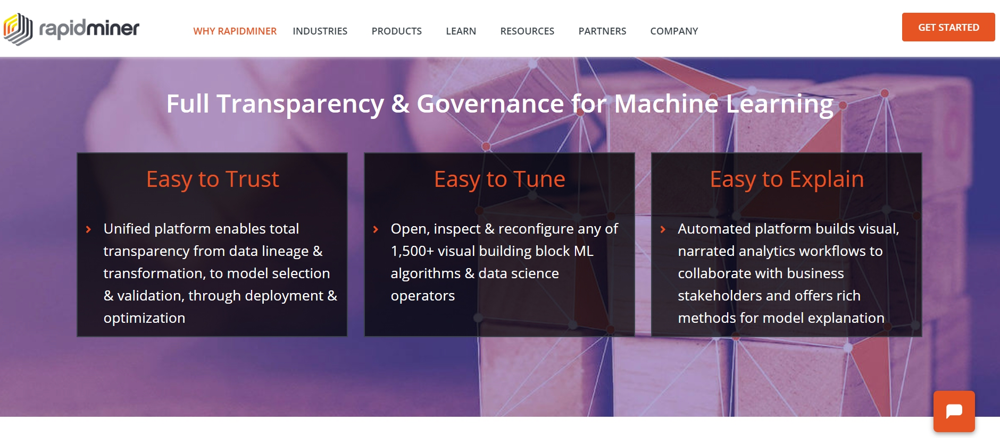 rapidminer
WHY RAPIDMINER INDUSTRIES PRODUCTS LEARN RESOURCES PARTNERS COMPANY
GET STARTED
Full Transparency & Governance for Machine Learning
Easy to Trust
Unified platform enables total
transparency from data lineage &
transformation, to model selection
& validation, through deployment &
optimization
Easy to Tune
Open, inspect & reconfigure any of
1,500+ visual building block ML
algorithms & data science
operators
Easy to Explain
Automated platform builds visual,
narrated analytics workflows to
collaborate with business
stakeholders and offers rich
methods for model explanation